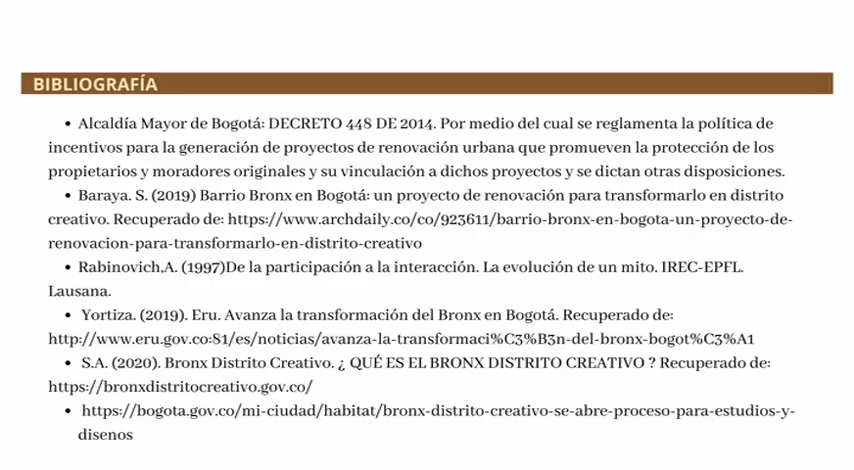 BIBLIOGRAFÍA
• Alcaldía Mayor de Bogotá: DECRETO 448 DE 2014. Por medio del cual se reglamenta la política de
incentivos para la generación de proyectos de renovación urbana que promueven la protección de los
propietarios y moradores originales y su vinculación a dichos proyectos y se dictan otras disposiciones.
• Baraya. S. (2019) Barrio Bronx en Bogotá: un proyecto de renovación para transformarlo en distrito
creativo. Recuperado de: https://www.archdaily.co/co/923611/barrio-bronx-en-bogota-un-proyecto-de-
renovacion-para-transformarlo-en-distrito-creativo
• Rabinovich,A. (1997)De la participación a la interacción. La evolución de un mito. IREC-EPFL.
Lausana.
• Yortiza. (2019). Eru. Avanza la transformación del Bronx en Bogotá. Recuperado de:
http://www.eru.gov.co:81/es/noticias/avanza-la-transformaci%C3%B3n-del-bronx-bogot%C3%A1
• S.A. (2020). Bronx Distrito Creativo. ¿ QUÉ ES EL BRONX DISTRITO CREATIVO ? Recuperado de:
https://bronxdistritocreativo.gov.co/
• https://bogota.gov.co/mi-ciudad/habitat/bronx-distrito-creativo-se-abre-proceso-para-estudios-y-
disenos